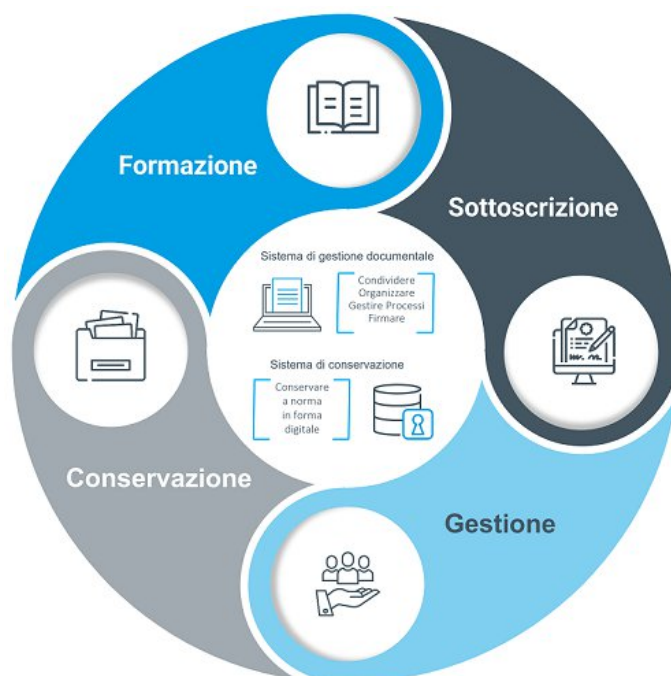 Formazione
Sottoscrizione
Sistema di gestione documentale
Condividere
Organizzare
Gestire Processi
Firmare
Sistema di conservazione
Conservare
a norma
in forma
digitale
Conservazione
Gestione